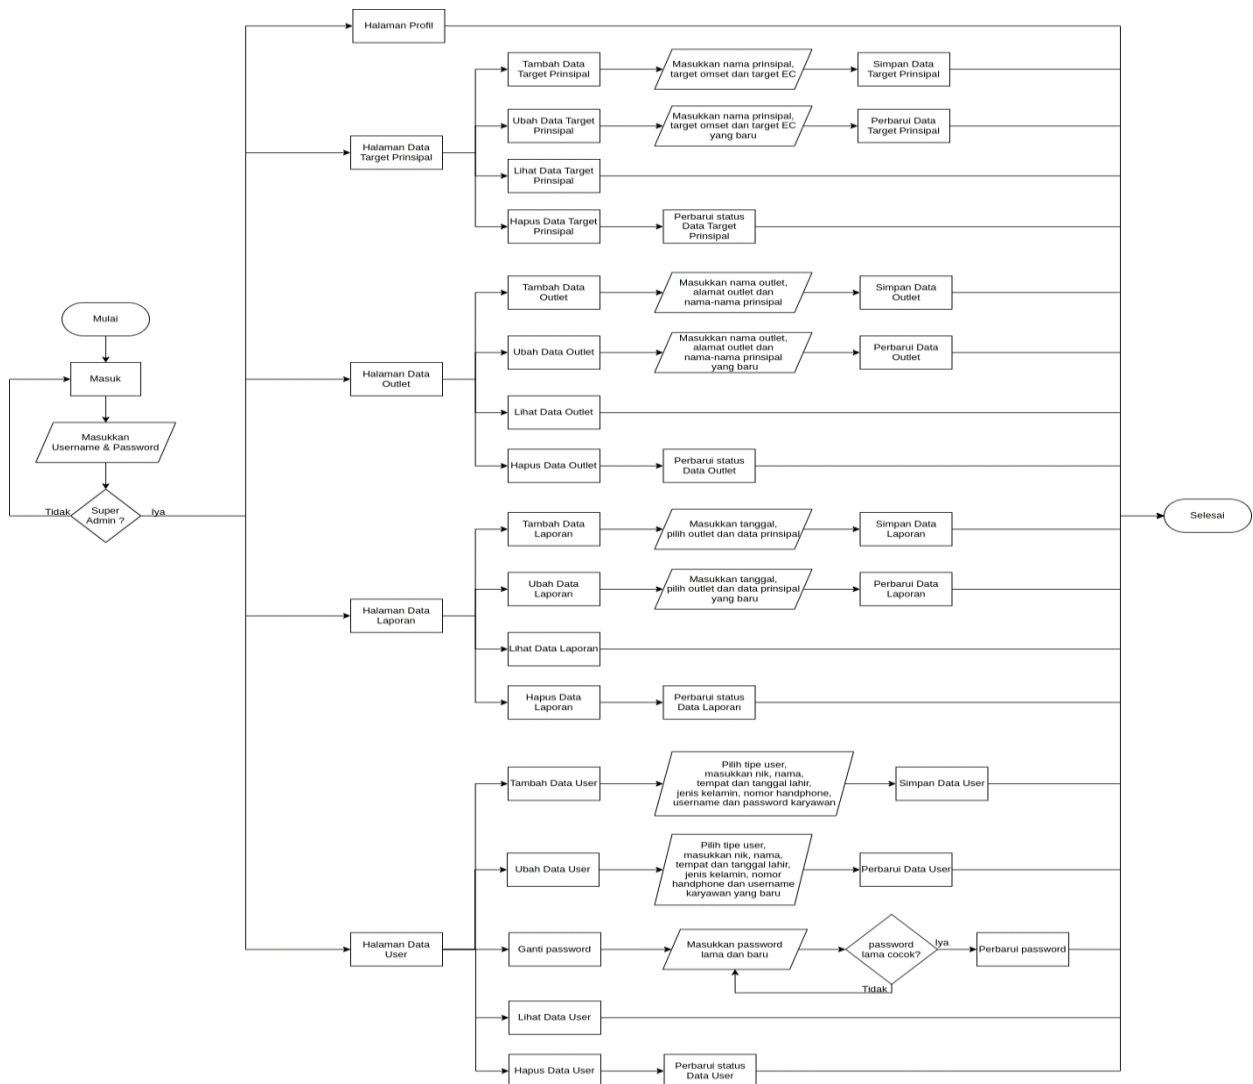 Mulai
Masuk
Masukkan
Username & Password
Super
Admin ?
Tidak
Iya
Halaman Profil
Halaman Data
Target Prinsipal
Tambah Data
Target Prinsipal
Masukkan nama prinsipal,
target omset dan target EC
Simpan Data
Target Prinsipal
Ubah Data Target
Prinsipal
Masukkan nama prinsipal,
target omset dan target EC
yang baru
Perbarui Data
Target Prinsipal
Lihat Data Target
Prinsipal
Hapus Data Target
Prinsipal
Perbarui status
Data Target
Prinsipal
Halaman Data
Outlet
Tambah Data
Outlet
Masukkan nama outlet,
alamat outlet dan
nama-nama prinsipal
Simpan Data
Outlet
Ubah Data Outlet
Masukkan nama outlet,
alamat outlet dan
nama-nama prinsipal
yang baru
Perbarui Data
Outlet
Lihat Data Outlet
Hapus Data Outlet
Perbarui status
Data Outlet
Halaman Data
Laporan
Tambah Data
Laporan
Masukkan tanggal,
pilih outlet dan data prinsipal
Simpan Data
Laporan
Ubah Data
Laporan
Masukkan tanggal,
pilih outlet dan data prinsipal
yang baru
Perbarui Data
Laporan
Lihat Data Laporan
Hapus Data
Laporan
Perbarui status
Data Laporan
Halaman Data
User
Tambah Data User
Pilih tipe user,
masukkan nik, nama,
tempat dan tanggal lahir,
jenis kelamin, nomor handphone,
username dan password karyawan
Simpan Data User
Ubah Data User
Pilih tipe user,
masukkan nik, nama,
tempat dan tanggal lahir,
jenis kelamin, nomor
handphone dan username
karyawan yang baru
Perbarui Data User
Ganti password
Masukkan password
lama dan baru
password
lama cocok?
Iya
Tidak
Perbarui password
Lihat Data User
Hapus Data User
Perbarui status
Data User
Selesai